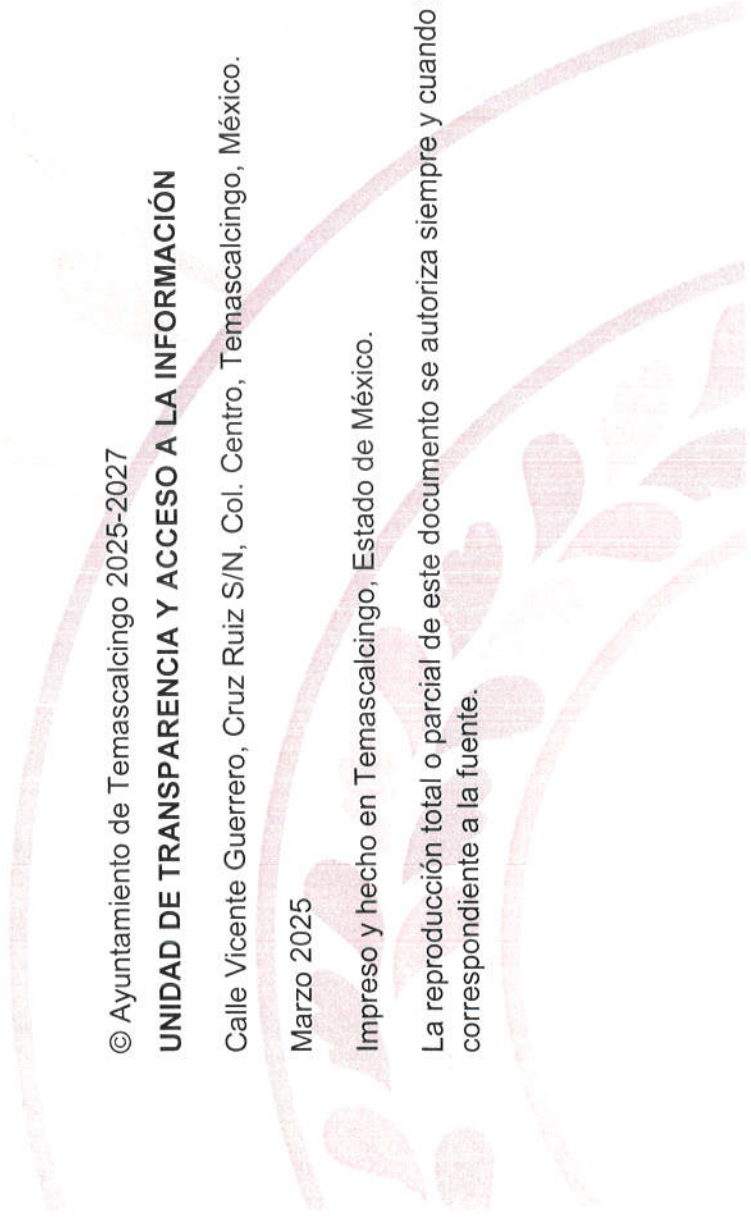 © Ayuntamiento de Temascalcingo 2025-2027
UNIDAD DE TRANSPARENCIA Y ACCESO A LA INFORMACIÓN
Calle Vicente Guerrero, Cruz Ruiz S/N, Col. Centro, Temascalcingo, México.
Marzo 2025
Impreso y hecho en Temascalcingo, Estado de México.
La reproducción total o parcial de este documento se autoriza siempre y cuando
correspondiente a la fuente.